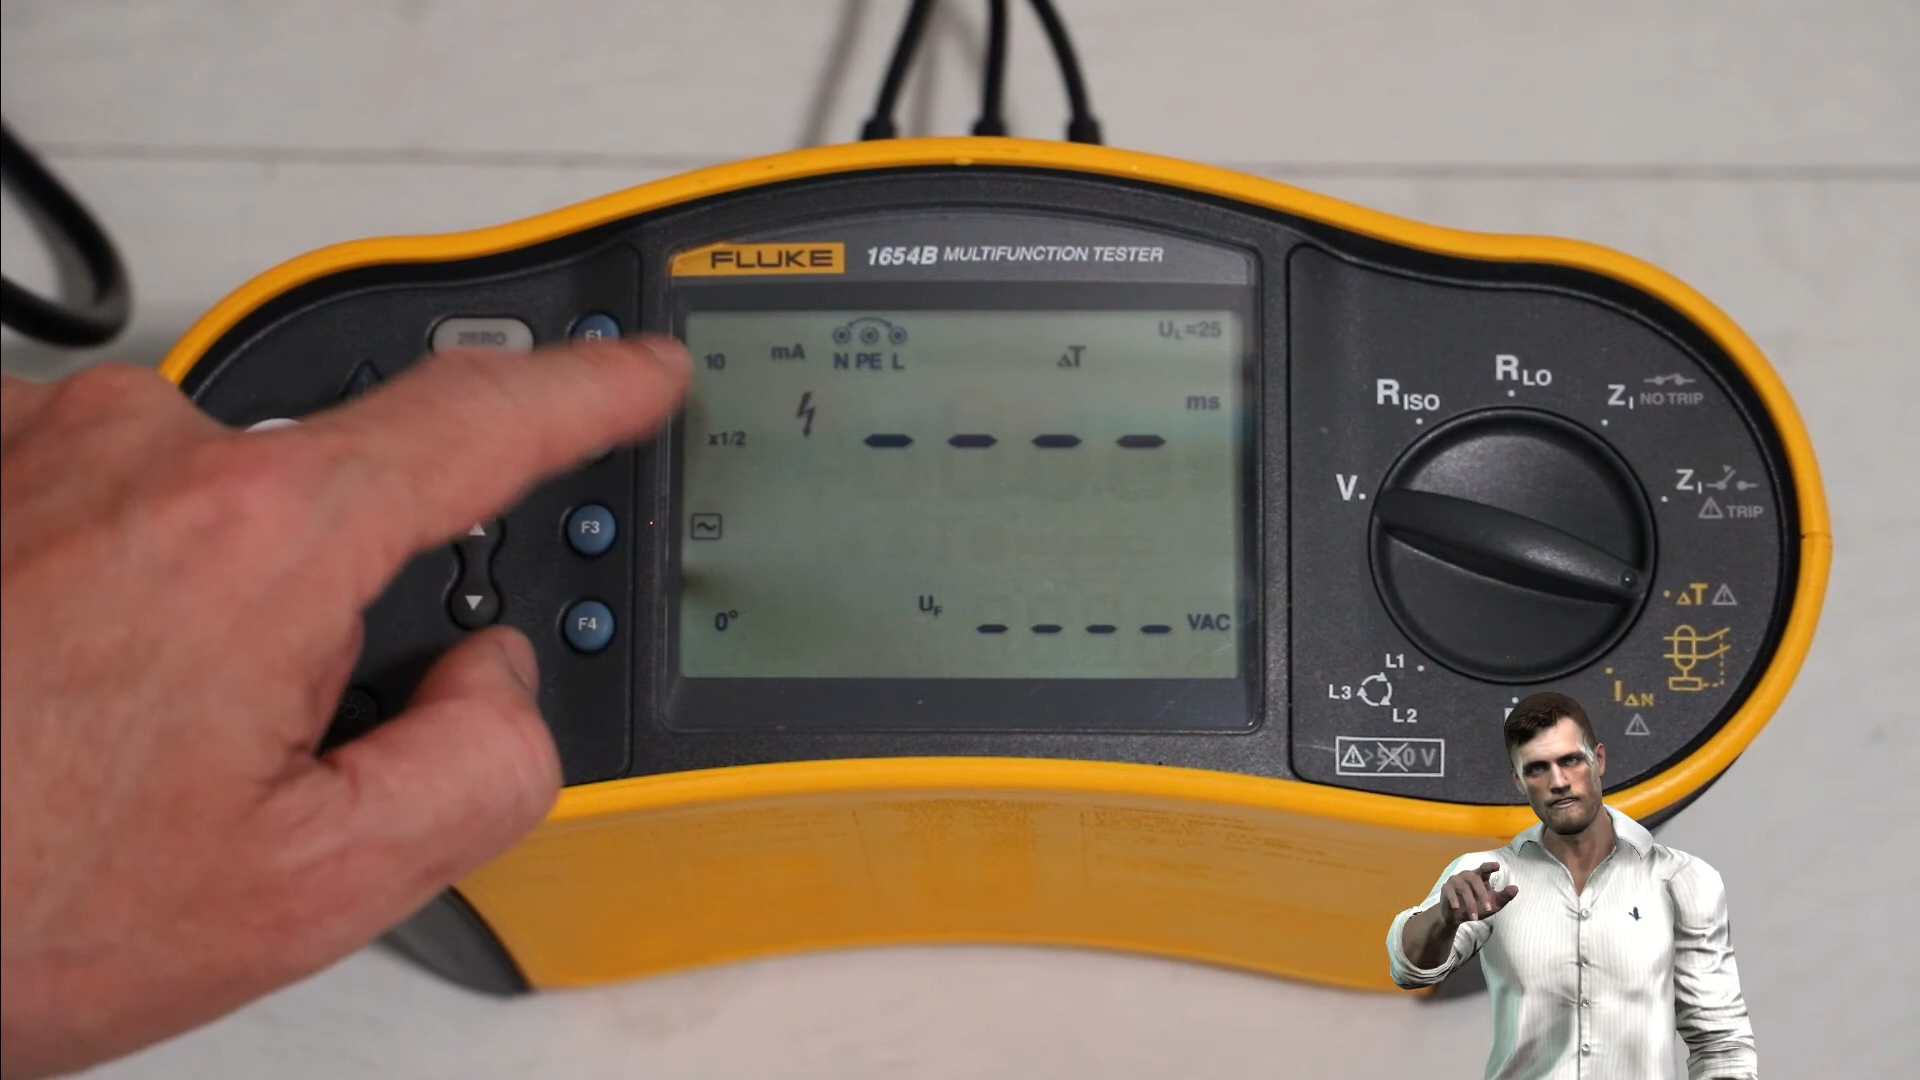 FLUKE 1654B MULTIFUNCTION TESTER
ZERO
F1
F3
F4
10 mA
N PE L
ΔT
UL=25
ms
x1/2
0°
UF
VAC
V
RISO
RLO
ZI NO TRIP
ZI TRIP
ΔT
IΔN
L1
L3
L2
>550 V